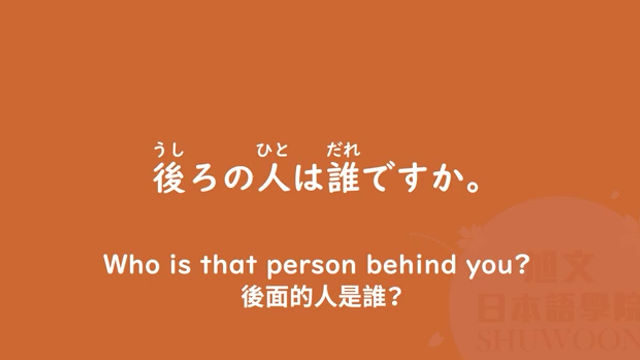 うし ひと だれ
後ろの人は誰ですか。
Who is that person behind you?
後面的人是誰？
旭文
日本語學院
SHUWOON